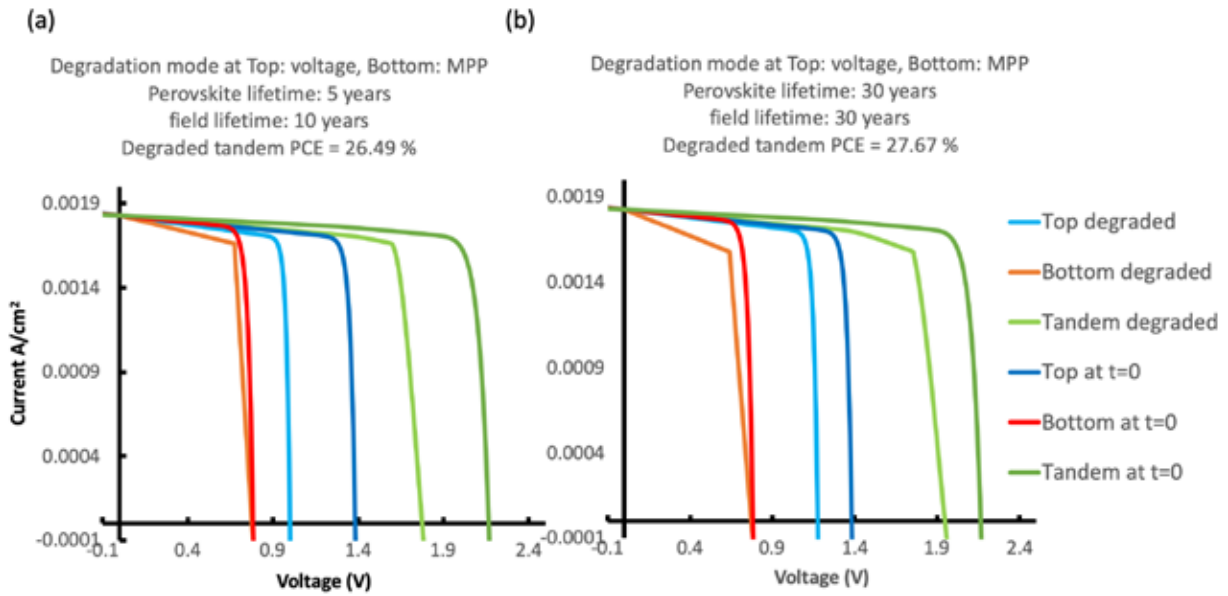 (a)
Degradation mode at Top: voltage, Bottom: MPP
Perovskite lifetime: 5 years
field lifetime: 10 years
Degraded tandem PCE = 26.49 %
0.0019
0.0014
0.0009
0.0004
-0.0001
Current A/cm²
-0.1
0.4
0.9
1.4
1.9
2.4
Voltage (V)
(b)
Degradation mode at Top: voltage, Bottom: MPP
Perovskite lifetime: 30 years
field lifetime: 30 years
Degraded tandem PCE = 27.67 %
0.0019
0.0014
0.0009
0.0004
-0.0001
-0.1
0.4
0.9
1.4
1.9
2.4
Voltage (V)
Top degraded
Bottom degraded
Tandem degraded
Top at t=0
Bottom at t=0
Tandem at t=0